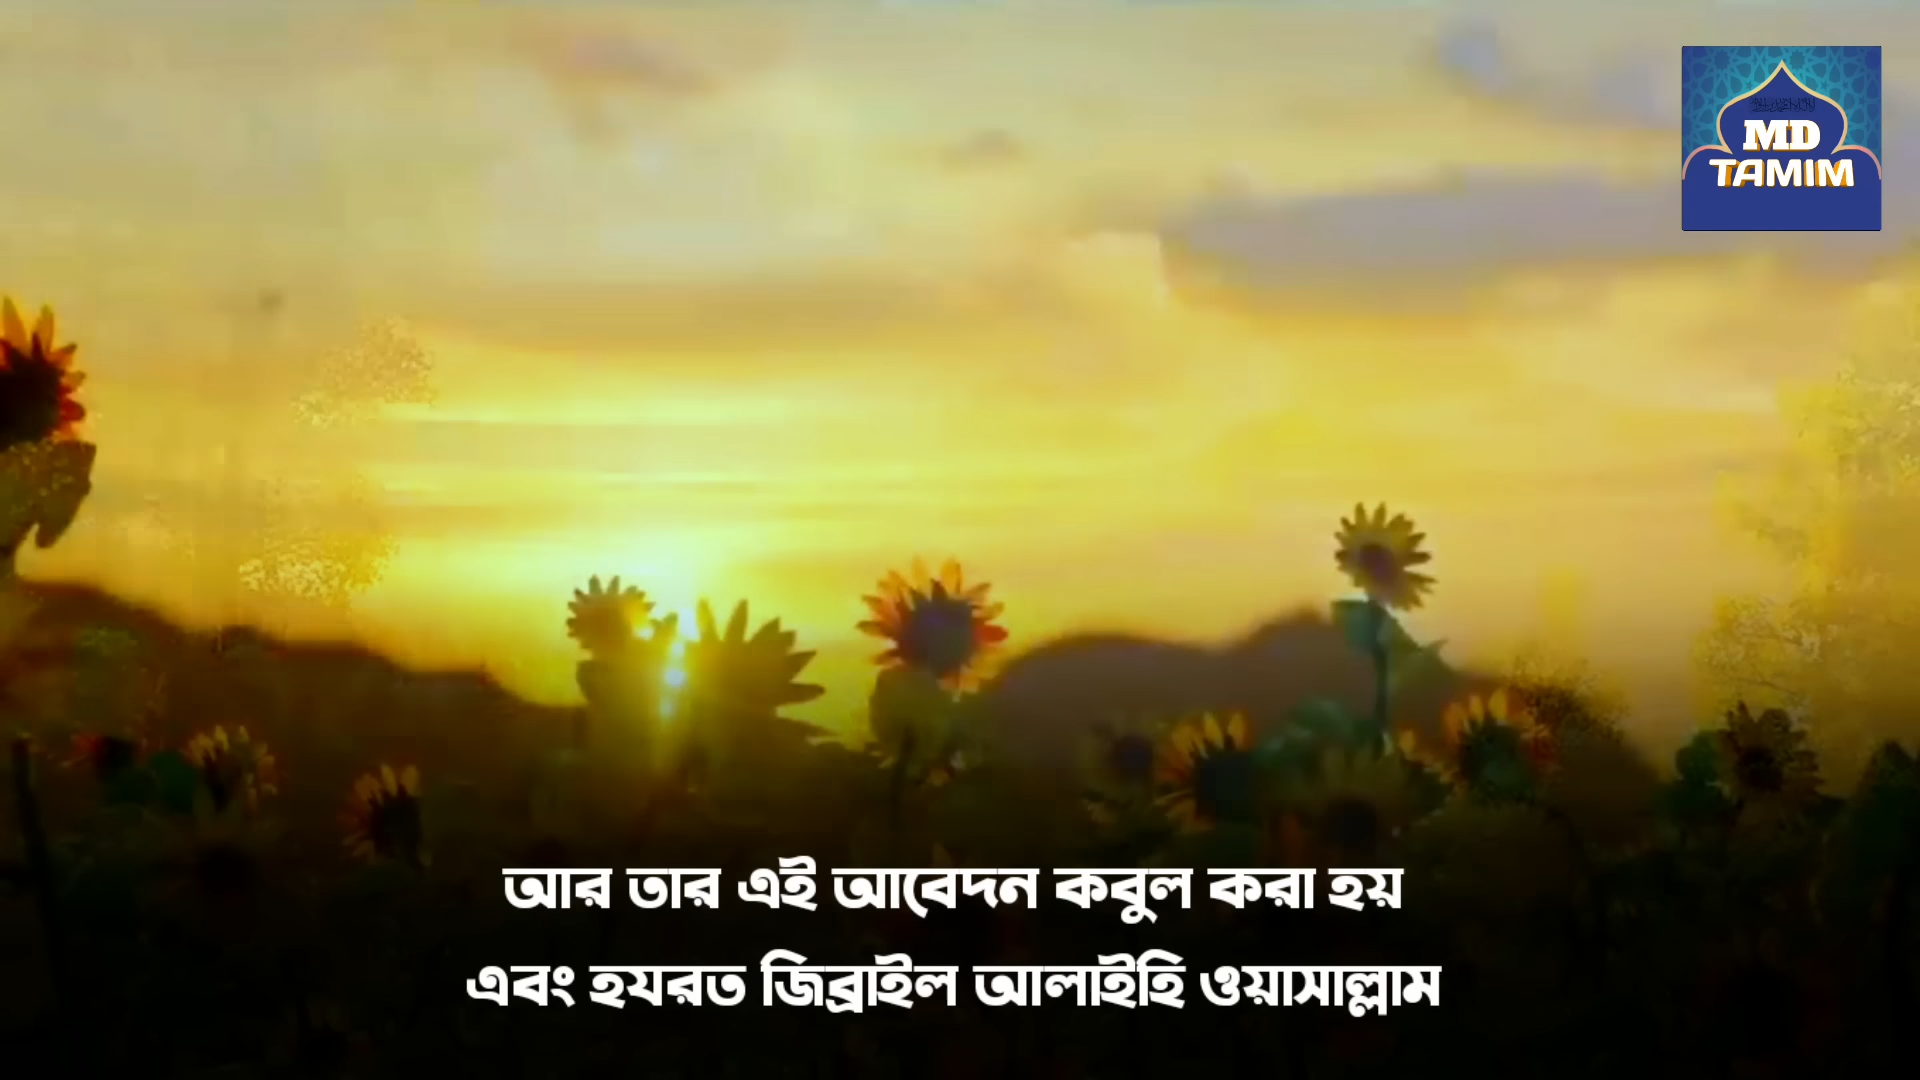 MD
TAMIM
আর তার এই আবেদন কবুল করা হয়
এবং হযরত জিব্রাইল আলাইহি ওয়াসাল্লাম